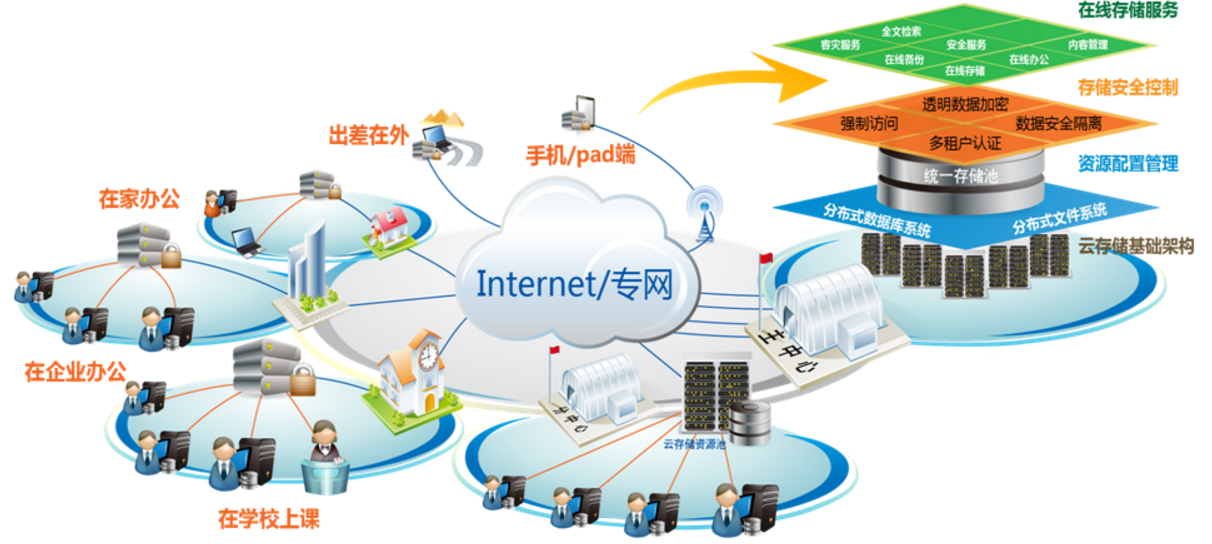 在线存储服务
全文检索
容灾服务
安全服务
内容管理
在线备份
在线办公
在线存储
存储安全控制
透明数据加密
强制访问
数据安全隔离
多租户认证
资源配置管理
统一存储池
分布式数据库系统
分布式文件系统
云存储基础架构
出差在外
手机/pad端
在家办公
Internet/专网
主中心
在企业办公
分中心
云存储资源池
在学校上课